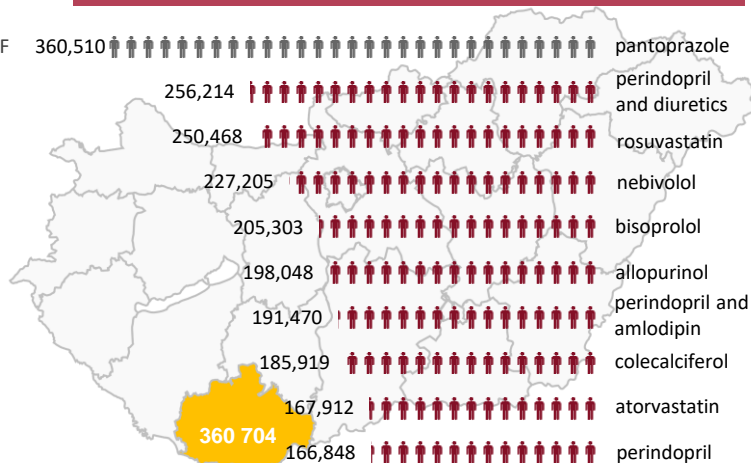 F 360,510 pantoprazole
256,214 perindopril
and diuretics
250,468 rosuvastatin
227,205 nebivolol
205,303 bisoprolol
198,048 allopurinol
191,470 perindopril and
amlodipin
185,919 colecalciferol
167,912 atorvastatin
360 704
166,848 perindopril